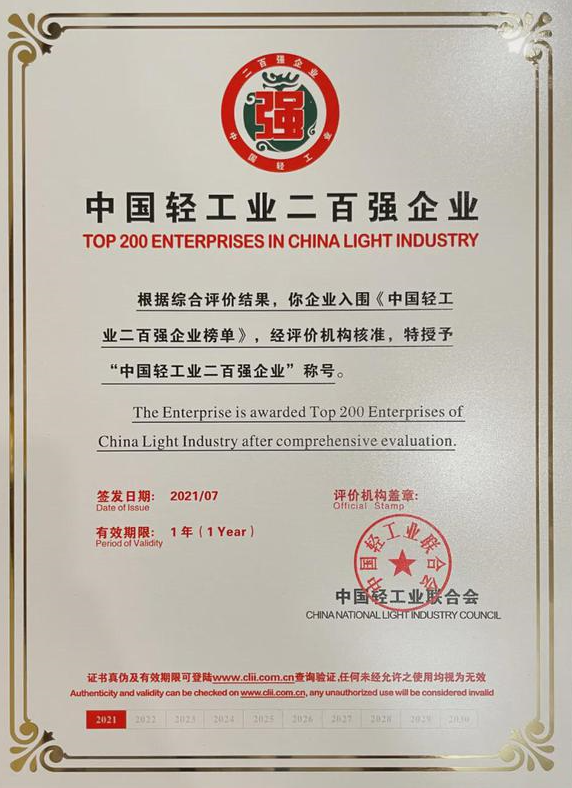 二百强企业
强
中国轻工业
中国轻工业二百强企业
TOP 200 ENTERPRISES IN CHINA LIGHT INDUSTRY
根据综合评价结果，你企业入围《中国轻工
业二百强企业榜单》，经评价机构核准，特授予
“中国轻工业二百强企业”称号。
The Enterprise is awarded Top 200 Enterprises of
China Light Industry after comprehensive evaluation.
签发日期： 2021/07
Date of Issue
评价机构盖章:
Official Stamp
有效期限: 1 年（1 Year）
Period of Validity
中国轻工业联合会
中国轻工业联合会
CHINA NATIONAL LIGHT INDUSTRY COUNCIL
证书真伪及有效期限可登陆www.clii.com.cn查询验证,任何未经允许之使用均视为无效
Authenticity and validity can be checked on www.clii.com.cn, any unauthorized use will be considered invalid
2021 2022 2023 2024 2025 2026 2027 2028 2029 2030